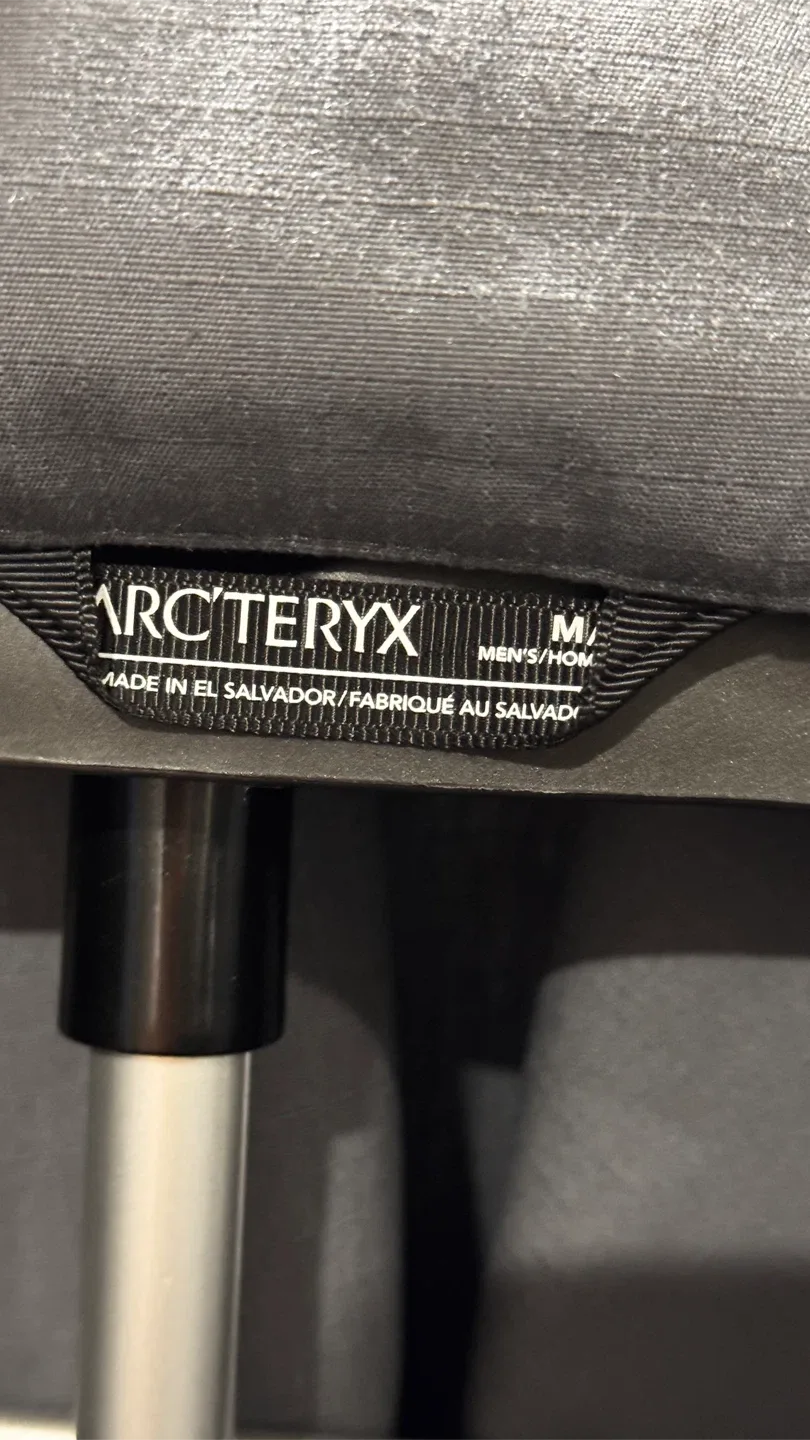 ARC'TERYX
M/
MEN'S/HOM
MADE IN EL SALVADOR/FABRIQUÉ AU SALVAD